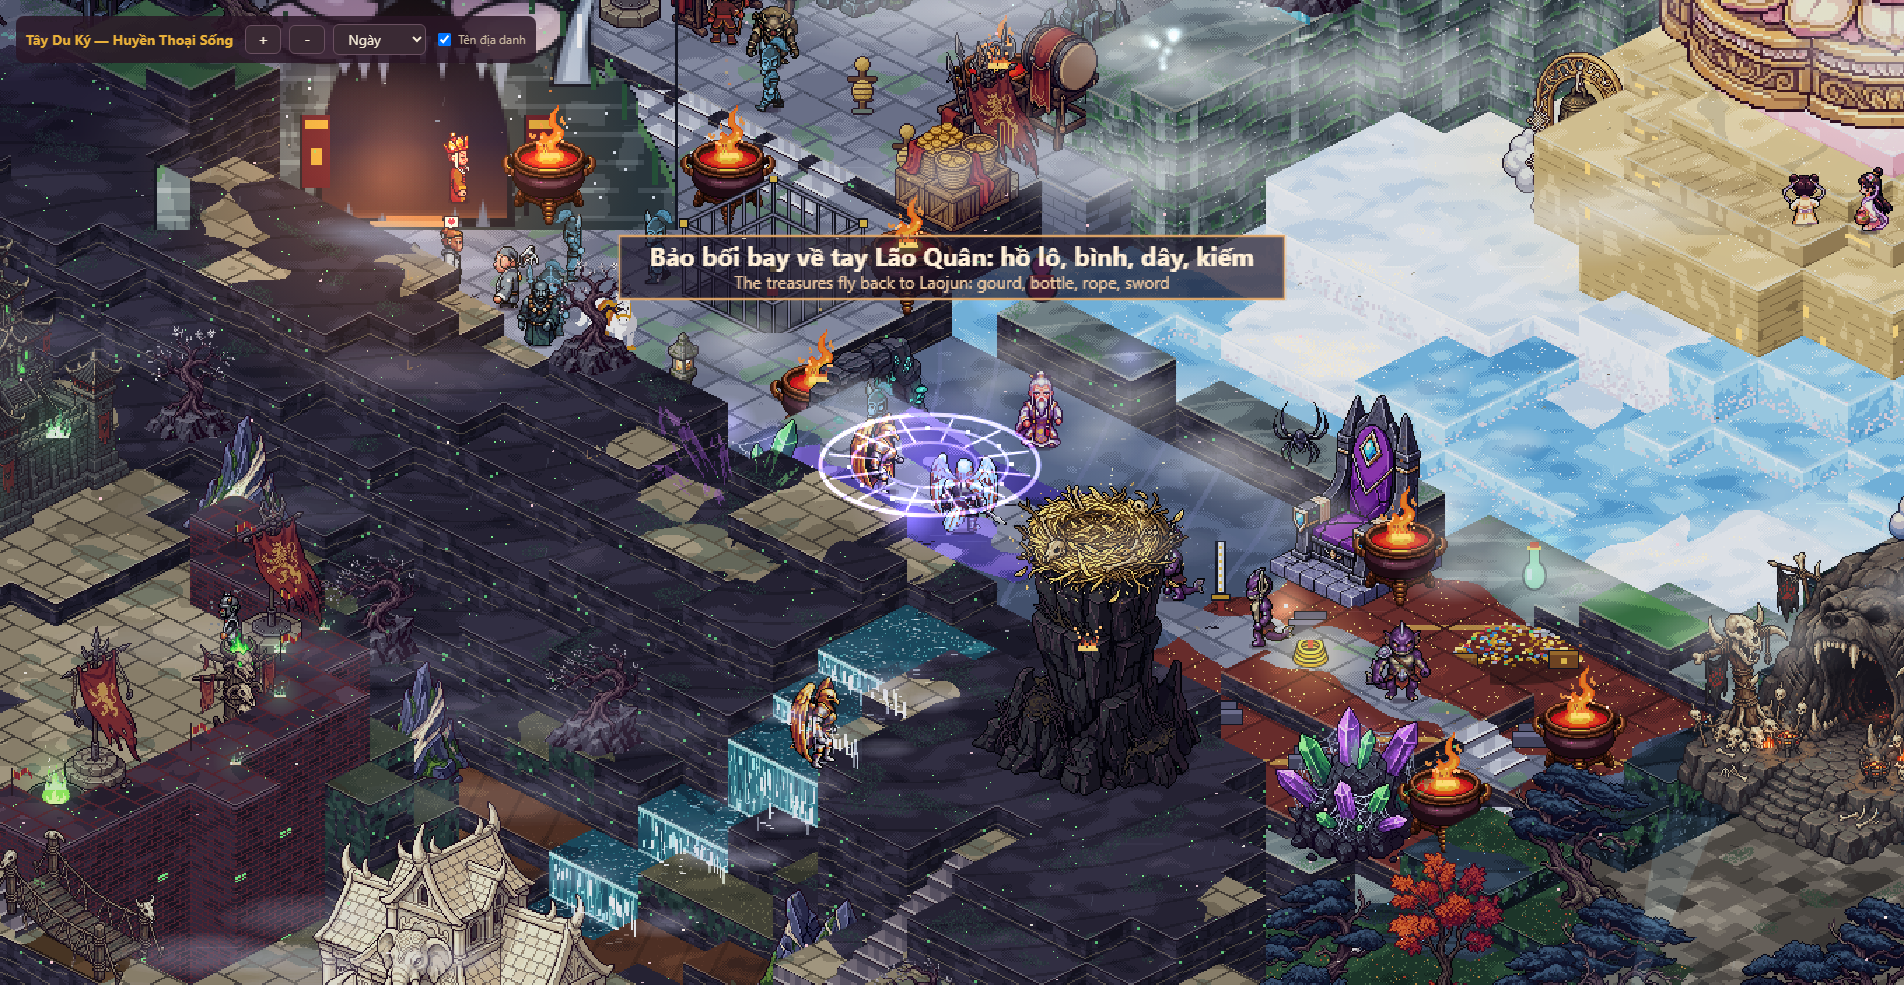 Tây Du Ký — Huyền Thoại Sống
+
-
Ngày
Tên địa danh
Bảo bối bay về tay Lão Quân: hồ lô, bình, dây, kiếm
The treasures fly back to Laojun: gourd, bottle, rope, sword